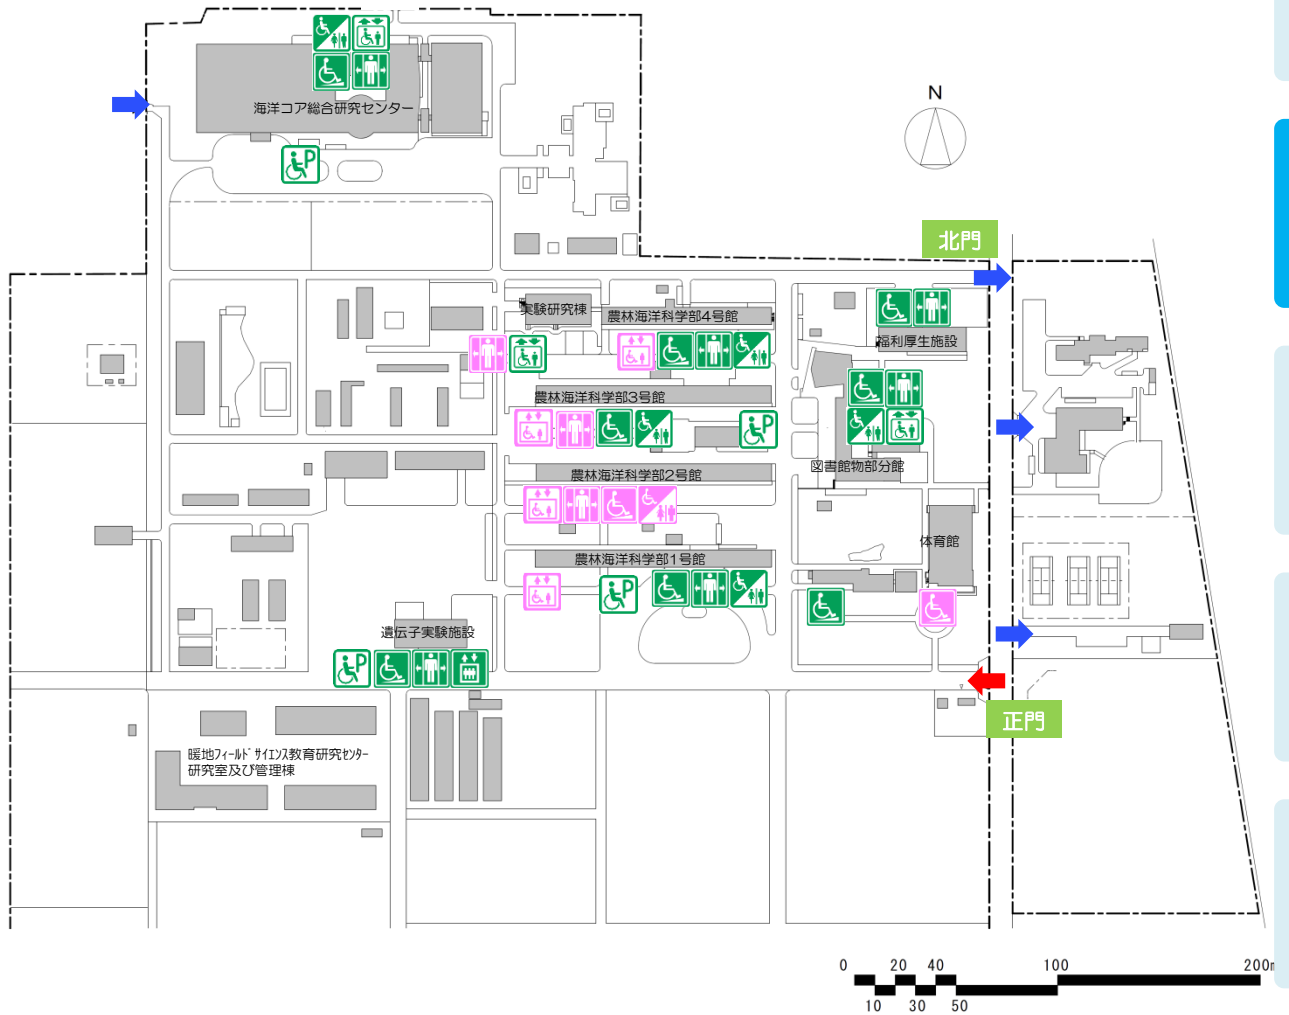 海洋コア総合研究センター
P
N
北門
実験研究棟
農林海洋科学部4号館
福利厚生施設
農林海洋科学部3号館
P
図書館物部分館
農林海洋科学部2号館
体育館
農林海洋科学部1号館
P
遺伝子実験施設
P
正門
暖地フィールドサイエンス教育研究センター
研究室及び管理棟
0 20 40 100 200m
10 30 50